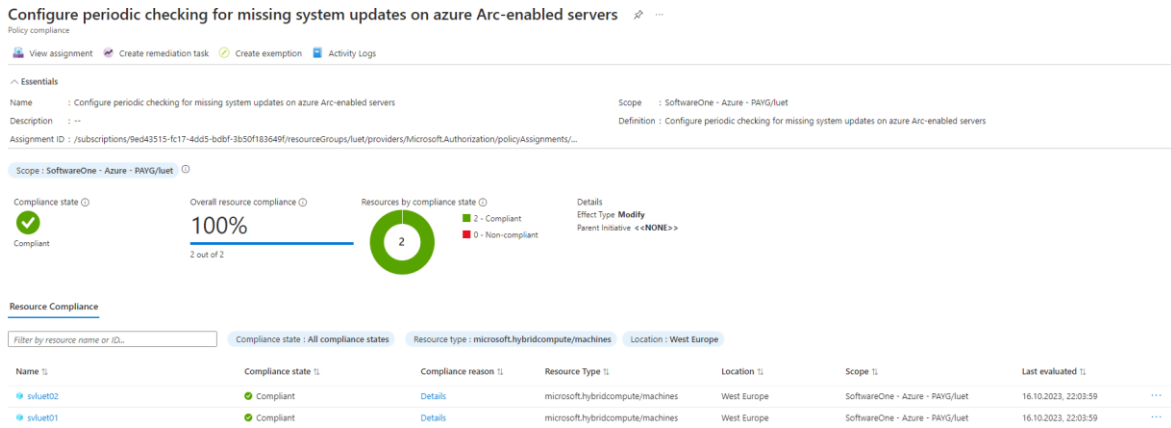 Configure periodic checking for missing system updates on azure Arc-enabled servers ...
Policy compliance
View assignment Create remediation task Create exemption Activity Logs
Essentials
Name : Configure periodic checking for missing system updates on azure Arc-enabled servers Scope : SoftwareOne - Azure - PAYG/luet
Description : -- Definition : Configure periodic checking for missing system updates on azure Arc-enabled servers
Assignment ID : /subscriptions/9ed43515-fc17-4dd5-bdbf-3b50f183649f/resourceGroups/luet/providers/Microsoft.Authorization/policyAssignments/...
Scope : SoftwareOne - Azure - PAYG/luet
Compliance state Overall resource compliance Resources by compliance state Details
Effect Type Modify
Parent Initiative <<NONE>>
Compliant
100%
2 out of 2
2
2 - Compliant
0 - Non-compliant
Resource Compliance
Filter by resource name or ID... Compliance state : All compliance states Resource type : microsoft.hybridcompute/machines Location : West Europe
Name Compliance state Compliance reason Resource Type Location Scope Last evaluated
svluet02 Compliant Details microsoft.hybridcompute/machines West Europe SoftwareOne - Azure - PAYG/luet 16.10.2023, 22:03:59 ...
svluet01 Compliant Details microsoft.hybridcompute/machines West Europe SoftwareOne - Azure - PAYG/luet 16.10.2023, 22:03:59 ...